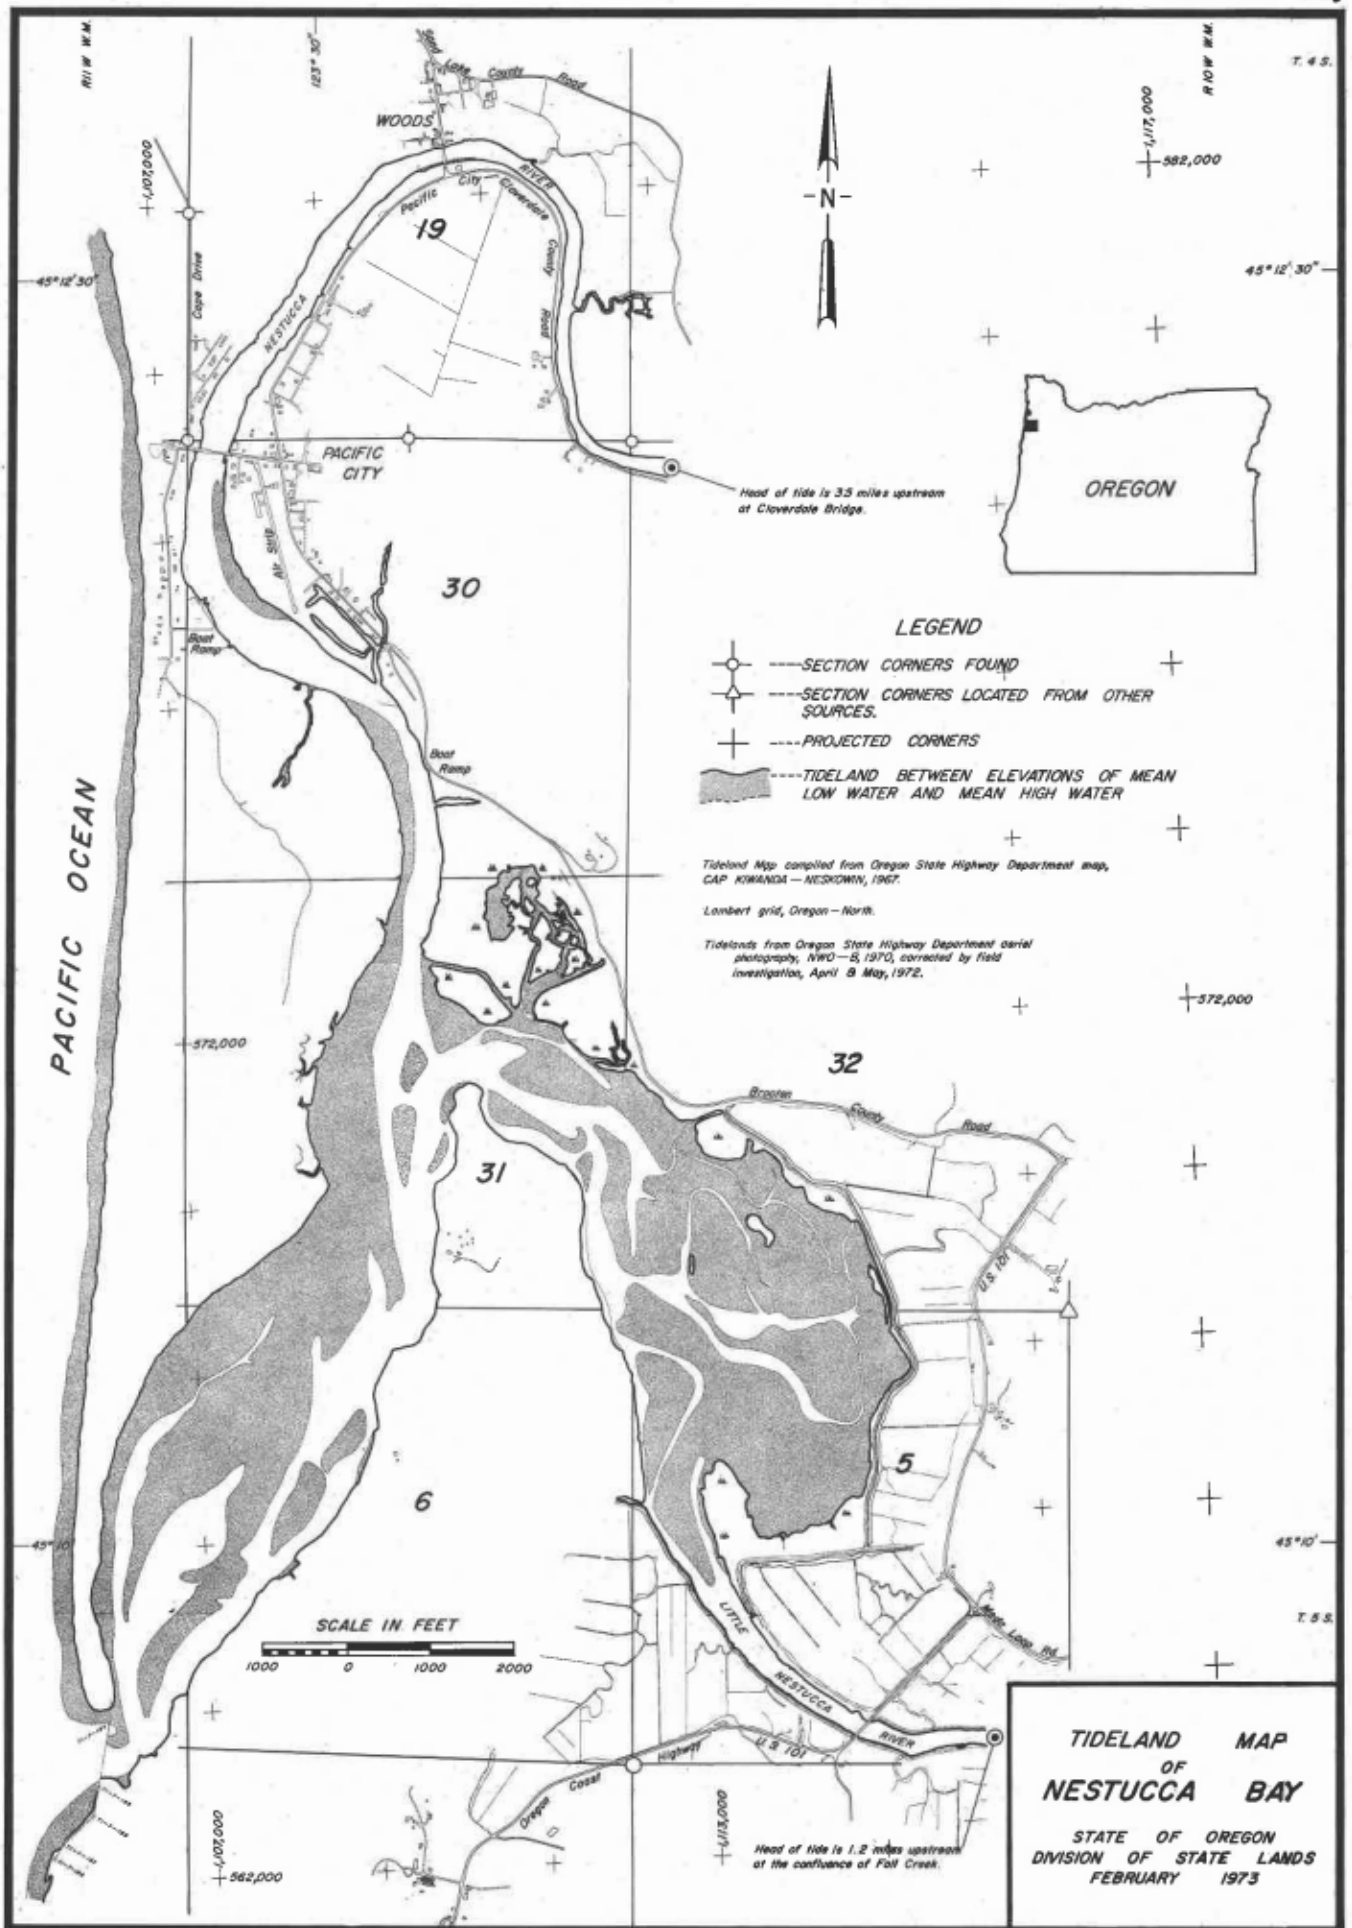 R11W W.M.
123° 30"
R10W W.M.
T. 4 S.
Sand Lake County Road
WOODS
1,107,000
1,117,000
582,000
RIVER
Pacific City - Cloverdale County Road
N
19
45° 12' 30"
45° 12' 30"
Cape Drive
NESTUCCA
PACIFIC
CITY
Head of tide is 3.5 miles upstream
at Cloverdale Bridge.
OREGON
Air Strip
30
Boat
Ramp
LEGEND
SECTION CORNERS FOUND
SECTION CORNERS LOCATED FROM OTHER
SOURCES.
PROJECTED CORNERS
TIDELAND BETWEEN ELEVATIONS OF MEAN
LOW WATER AND MEAN HIGH WATER
Boat
Ramp
PACIFIC OCEAN
Tideland Map compiled from Oregon State Highway Department map,
CAP KIWANDA — NESKOWIN, 1967.
Lambert grid, Oregon — North.
Tidelands from Oregon State Highway Department aerial
photography, NWO — 8, 1970, corrected by field
investigation, April & May, 1972.
572,000
572,000
32
Brooten County Road
31
U.S. 101
5
6
45° 10'
45° 10'
SCALE IN FEET
1000 0 1000 2000
LITTLE NESTUCCA RIVER
Meda Loop Rd.
T. 5 S.
U.S. 101
Oregon Coast Highway
1,107,000
562,000
1,113,000
Head of tide is 1.2 miles upstream
at the confluence of Fall Creek.
TIDELAND MAP
OF
NESTUCCA BAY
STATE OF OREGON
DIVISION OF STATE LANDS
FEBRUARY 1973